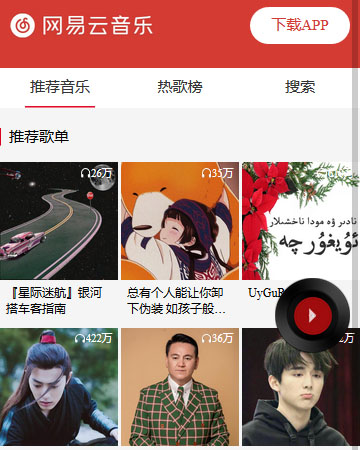 网易云音乐
下载APP
推荐音乐
热歌榜
搜索
推荐歌单
26万
35万
نادىر ۋە مودا ناخشىلار
ئۇيغۇرچە
『星际迷航』银河
搭车客指南
总有个人能让你卸
下伪装 如孩子般…
UyGuR
422万
36万